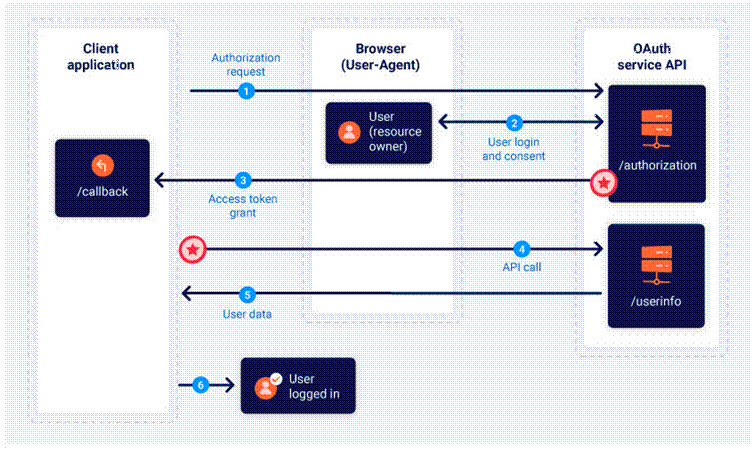 Client
application
Browser
(User-Agent)
OAuth
service API
Authorization
request
1
User
(resource
owner)
2
User login
and consent
/authorization
/callback
3
Access token
grant
4
API call
/userinfo
5
User data
6
User
logged in